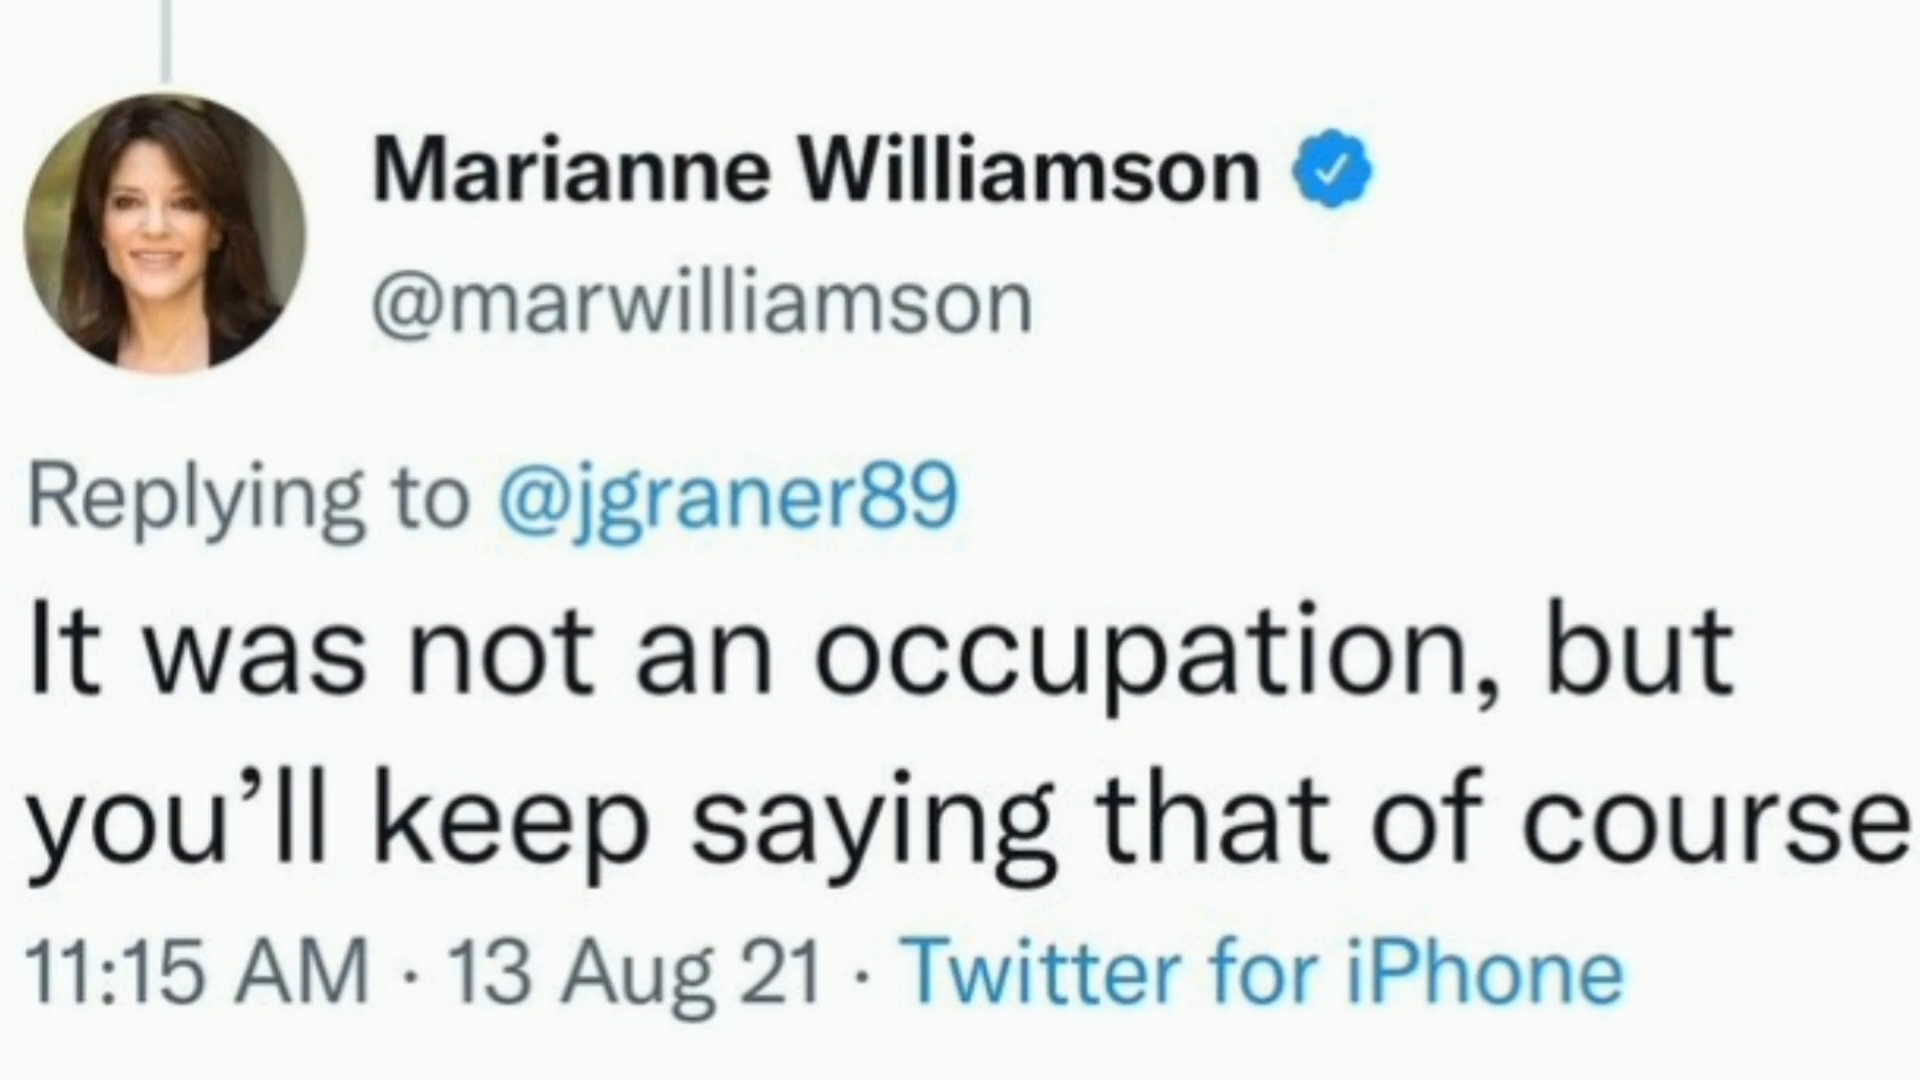 Marianne Williamson
@marwilliamson
Replying to @jgraner89
It was not an occupation, but
you’ll keep saying that of course
11:15 AM · 13 Aug 21 · Twitter for iPhone